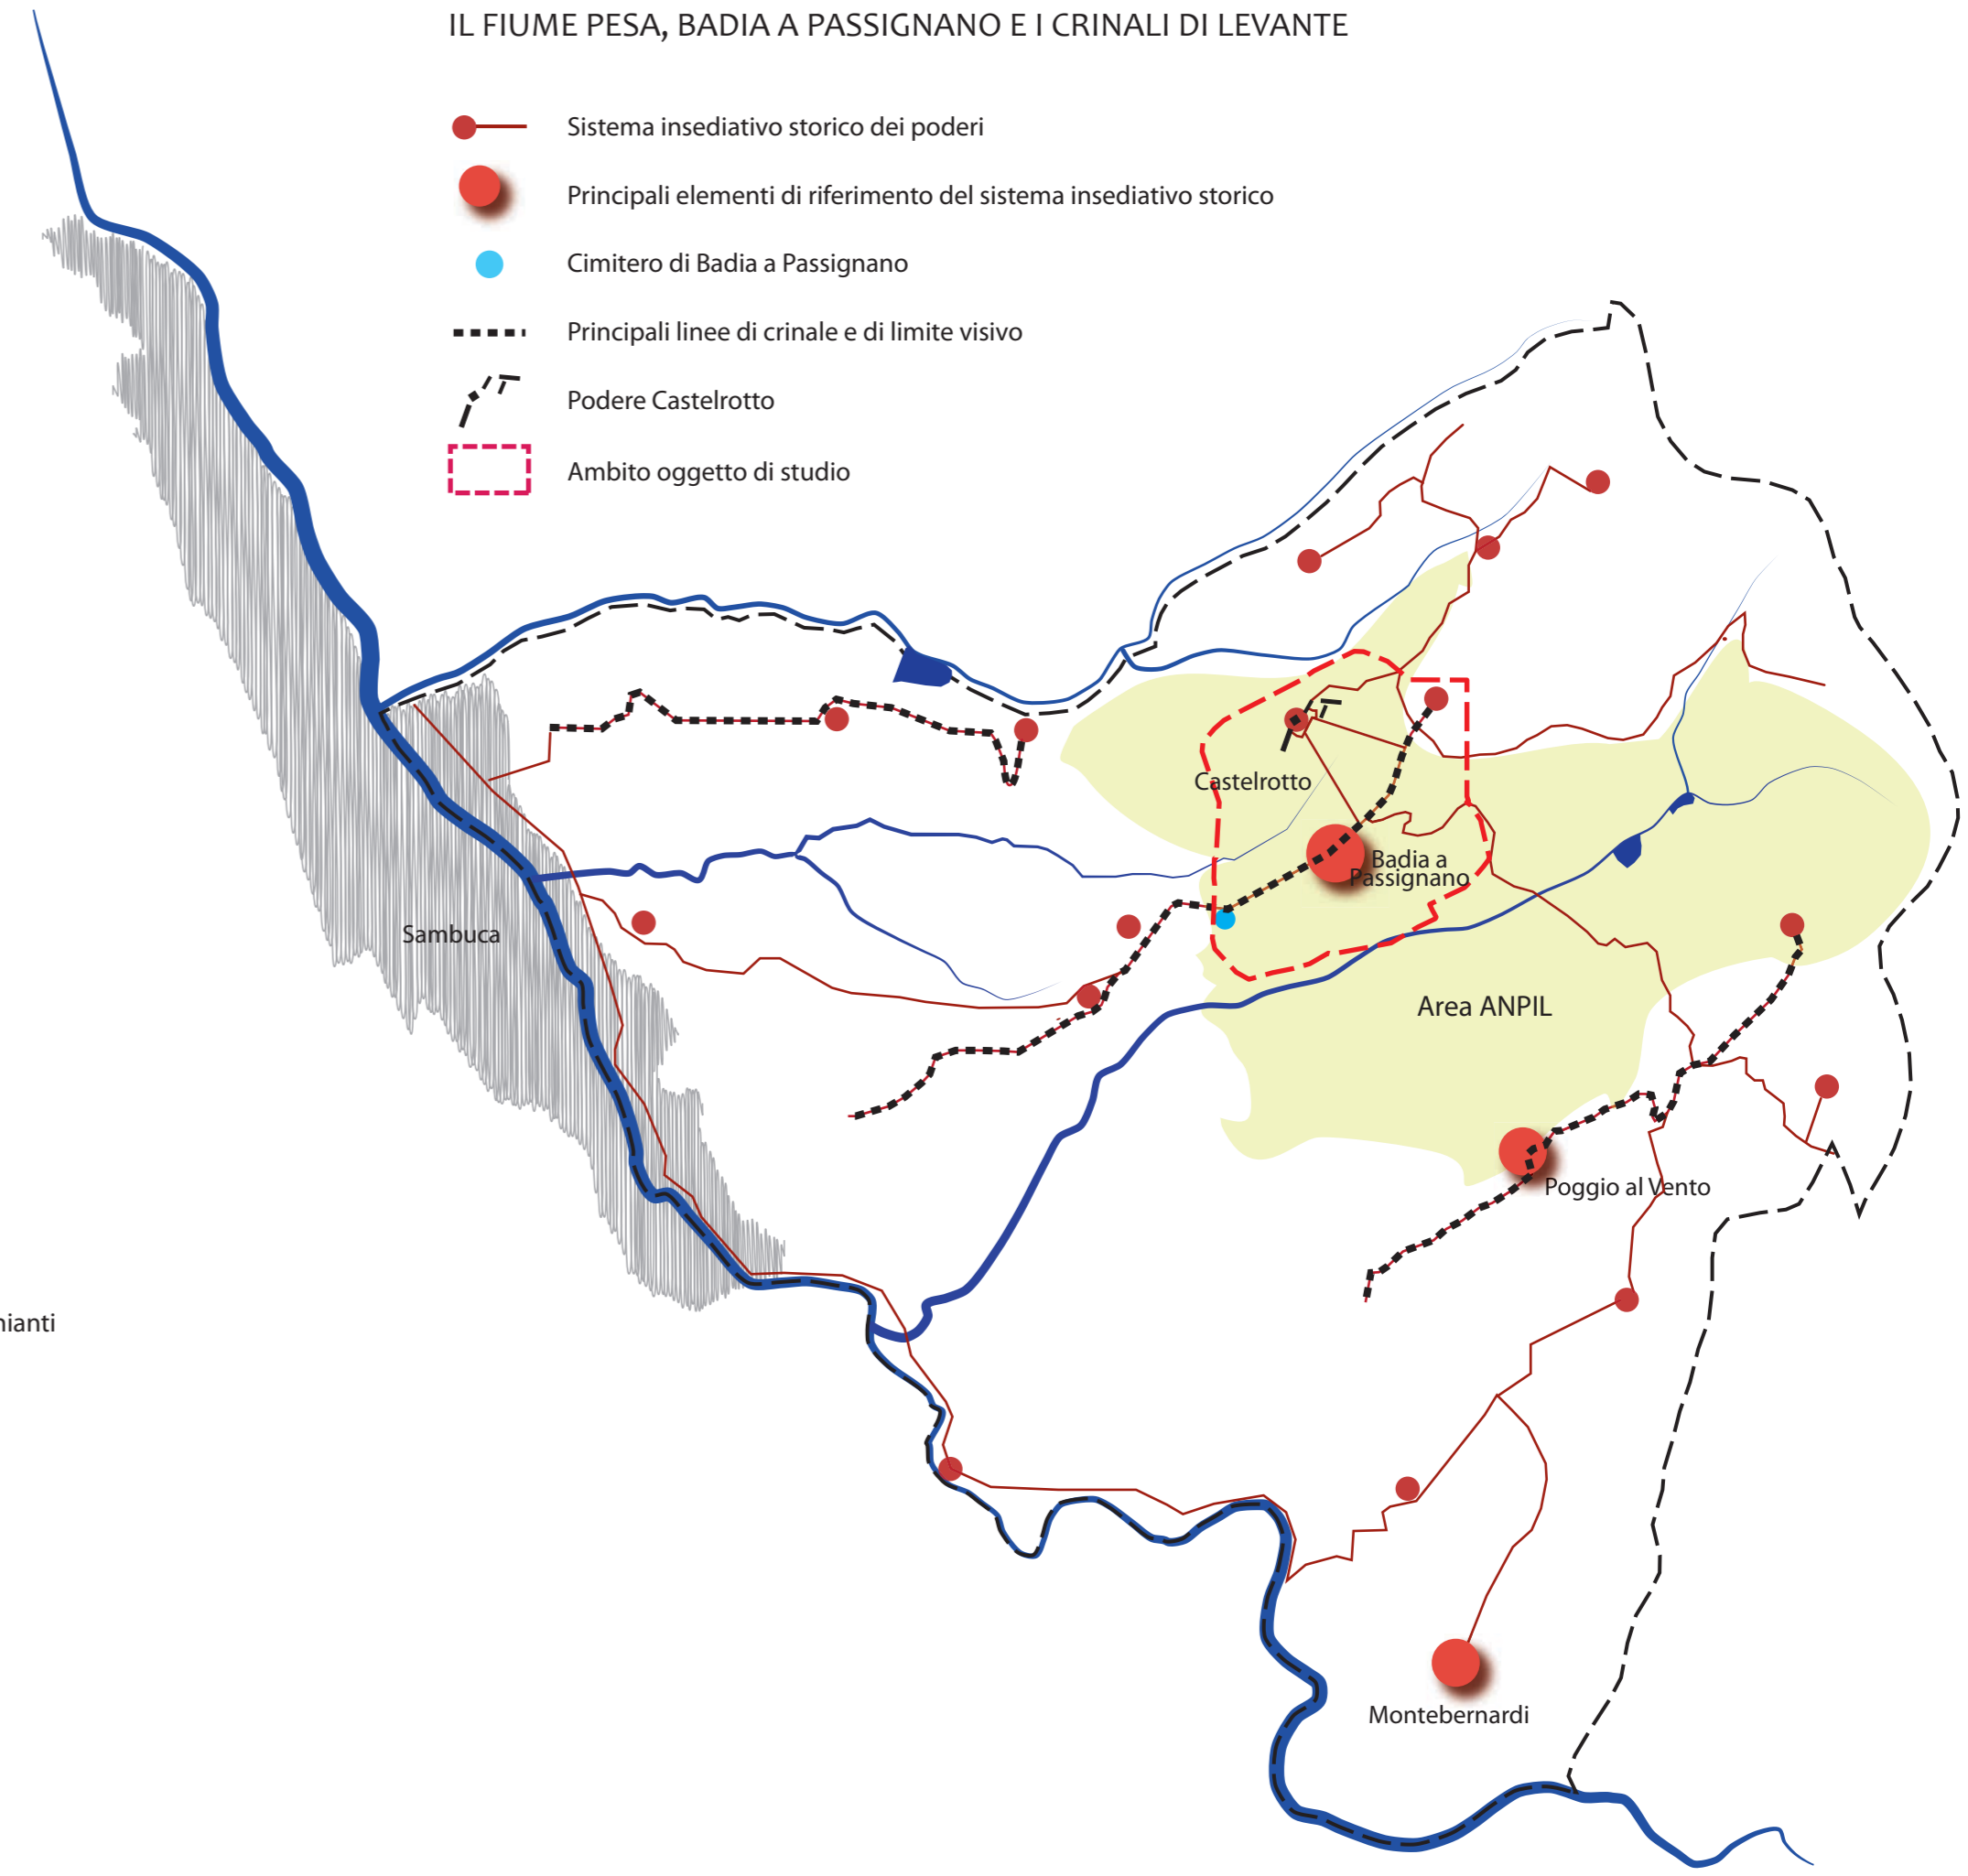 IL FIUME PESA, BADIA A PASSIGNANO E I CRINALI DI LEVANTE
Sistema insediativo storico dei poderi
Principali elementi di riferimento del sistema insediativo storico
Cimitero di Badia a Passignano
Principali linee di crinale e di limite visivo
Podere Castelrotto
Ambito oggetto di studio
Castelrotto
Badia a
Passignano
Sambuca
Area ANPIL
Poggio al Vento
Montebernardi